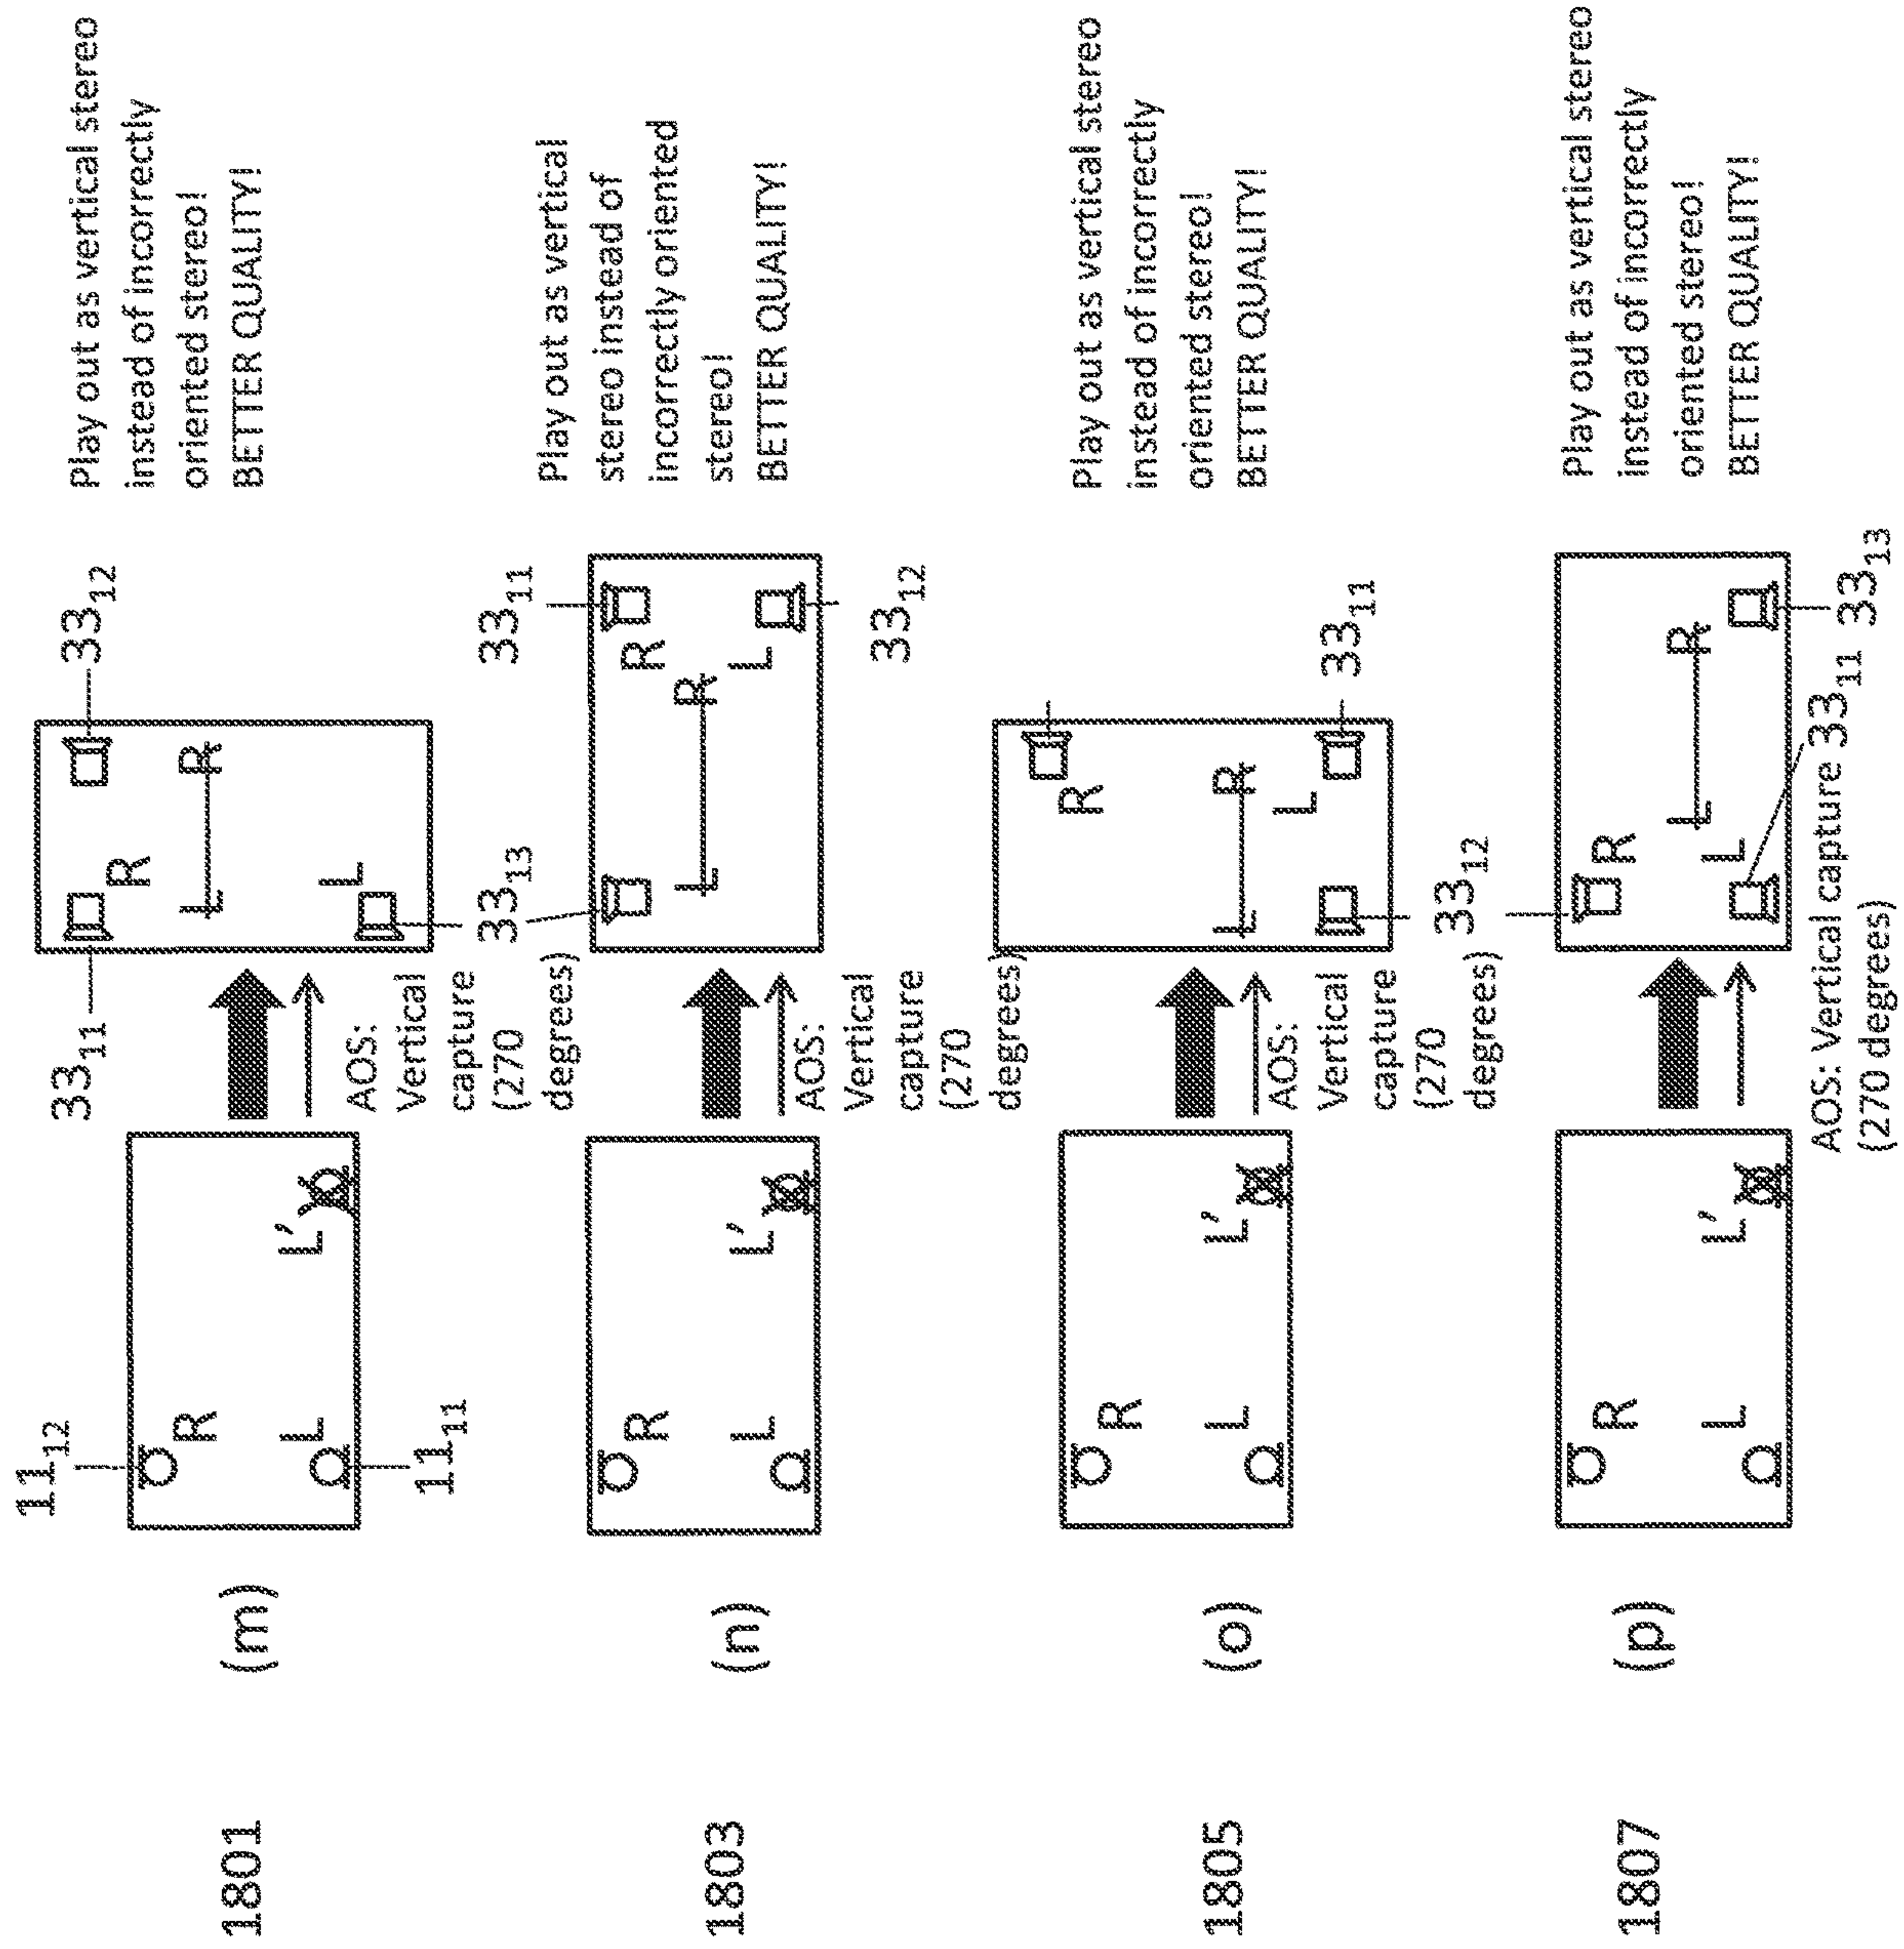 1801
(m)
11₁₂
R
L
11₁₁
L’
AOS:
Vertical
capture
(270
degrees)
33₁₁
33₁₂
R
L R
L
33₁₃
Play out as vertical stereo
instead of incorrectly
oriented stereo!
BETTER QUALITY!
1803
(n)
R
L
L’
AOS:
Vertical
capture
(270
degrees)
33₁₁
R
L R
L
33₁₂
Play out as vertical
stereo instead of
incorrectly oriented
stereo!
BETTER QUALITY!
1805
(o)
R
L
L’
AOS:
Vertical
capture
(270
degrees)
R
L R
L
33₁₁
33₁₂
Play out as vertical stereo
instead of incorrectly
oriented stereo!
BETTER QUALITY!
1807
(p)
R
L
L’
AOS: Vertical capture
(270 degrees)
R
L R
L
33₁₁
33₁₃
Play out as vertical stereo
instead of incorrectly
oriented stereo!
BETTER QUALITY!